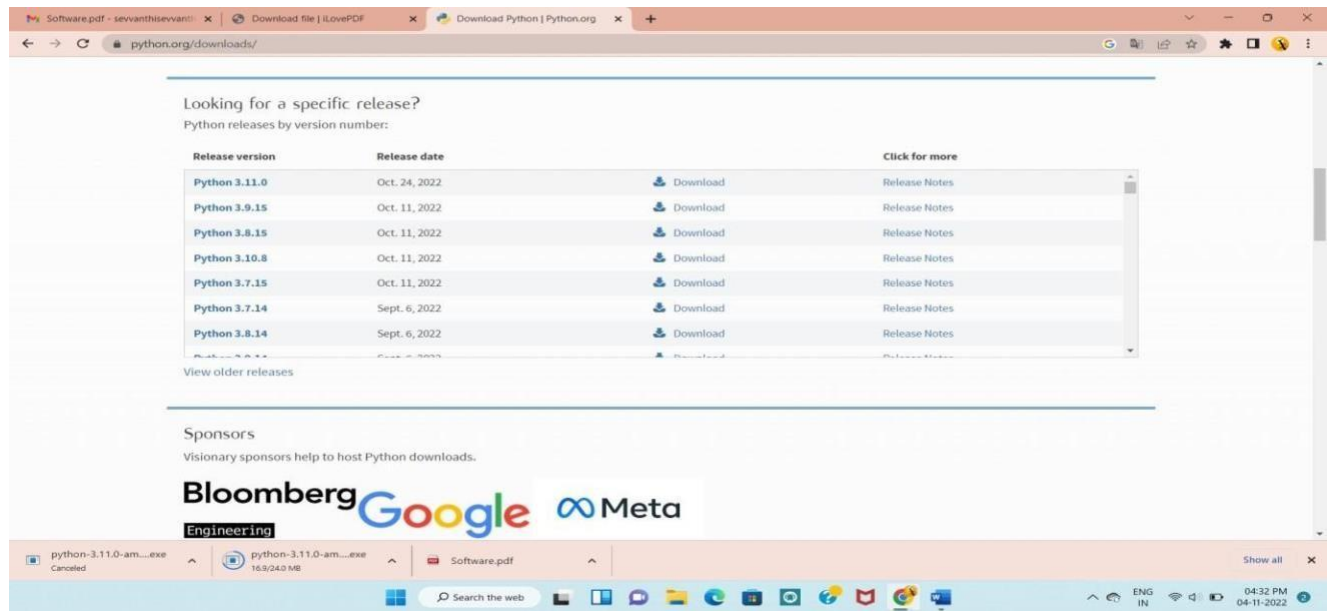 Software.pdf - sevvanthisevvanti
Download file | iLovePDF
Download Python | Python.org
python.org/downloads/
Looking for a specific release?
Python releases by version number:
Release version Release date Click for more
Python 3.11.0 Oct. 24, 2022 Download Release Notes
Python 3.9.15 Oct. 11, 2022 Download Release Notes
Python 3.8.15 Oct. 11, 2022 Download Release Notes
Python 3.10.8 Oct. 11, 2022 Download Release Notes
Python 3.7.15 Oct. 11, 2022 Download Release Notes
Python 3.7.14 Sept. 6, 2022 Download Release Notes
Python 3.8.14 Sept. 6, 2022 Download Release Notes
View older releases
Sponsors
Visionary sponsors help to host Python downloads.
Bloomberg
Engineering
Google
Meta
python-3.11.0-am....exe
Canceled
python-3.11.0-am....exe
16.9/24.0 MB
Software.pdf
Show all
Search the web
ENG
IN
04:32 PM
04-11-2022
2